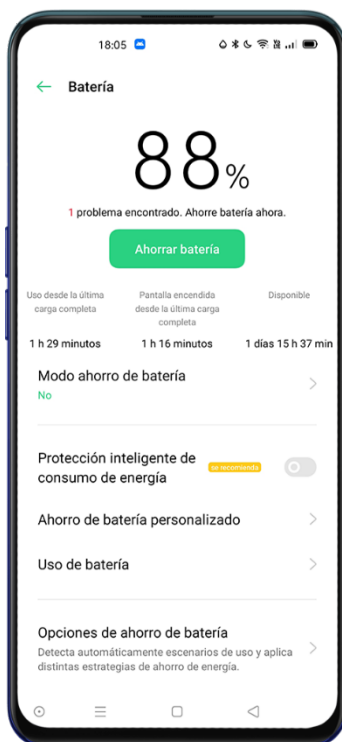 18:05
Batería
88%
1 problema encontrado. Ahorre batería ahora.
Ahorrar batería
Uso desde la última
carga completa
Pantalla encendida
desde la última carga
completa
Disponible
1 h 29 minutos
1 h 16 minutos
1 días 15 h 37 min
Modo ahorro de batería
No
Protección inteligente de
consumo de energía
se recomienda
Ahorro de batería personalizado
Uso de batería
Opciones de ahorro de batería
Detecta automáticamente escenarios de uso y aplica
distintas estrategias de ahorro de energía.